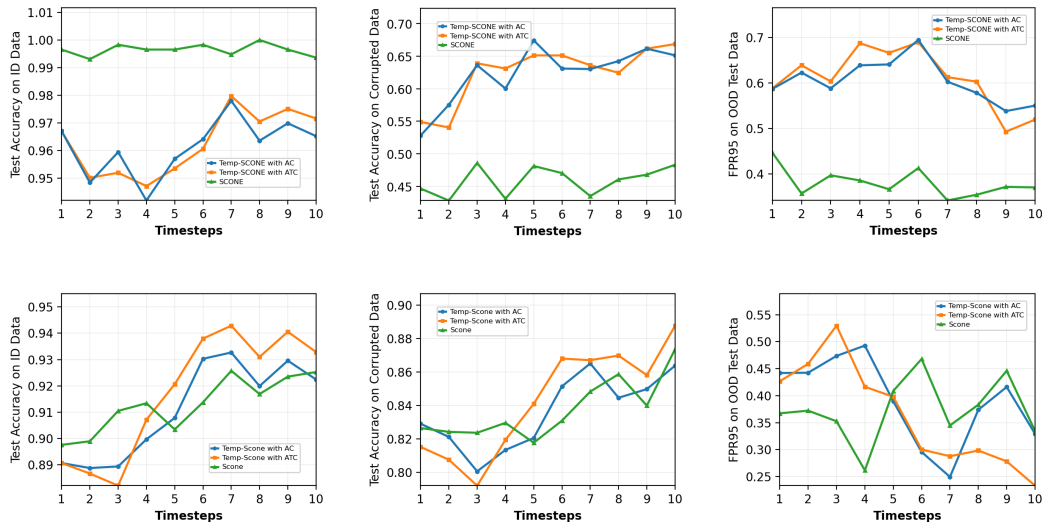 Test Accuracy on ID Data
1.00
0.99
0.98
0.97
0.96
0.95
1 2 3 4 5 6 7 8 9 10
Timesteps
Temp-SCONE with AC
Temp-SCONE with ATC
SCONE
Test Accuracy on Corrupted Data
0.70
0.65
0.60
0.55
0.50
0.45
1 2 3 4 5 6 7 8 9 10
Timesteps
Temp-SCONE with AC
Temp-SCONE with ATC
SCONE
FPR95 on OOD Test Data
0.7
0.6
0.5
0.4
1 2 3 4 5 6 7 8 9 10
Timesteps
Temp-SCONE with AC
Temp-SCONE with ATC
SCONE
Test Accuracy on ID Data
0.95
0.94
0.93
0.92
0.91
0.90
0.89
1 2 3 4 5 6 7 8 9 10
Timesteps
Temp-Scone with AC
Temp-Scone with ATC
Scone
Test Accuracy on Corrupted Data
0.90
0.88
0.86
0.84
0.82
0.80
1 2 3 4 5 6 7 8 9 10
Timesteps
Temp-Scone with AC
Temp-Scone with ATC
Scone
FPR95 on OOD Test Data
0.55
0.50
0.45
0.40
0.35
0.30
0.25
1 2 3 4 5 6 7 8 9 10
Timesteps
Temp-Scone with AC
Temp-Scone with ATC
Scone